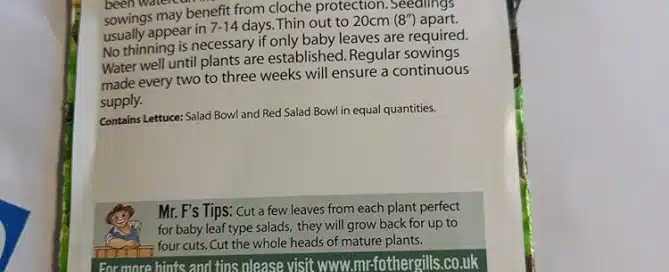 been
sowings may benefit from cloche protection. Seedlings
usually appear in 7-14 days. Thin out to 20cm (8") apart.
No thinning is necessary if only baby leaves are required.
Water well until plants are established. Regular sowings
made every two to three weeks will ensure a continuous
supply.
Contains Lettuce: Salad Bowl and Red Salad Bowl in equal quantities.
Mr. F's Tips: Cut a few leaves from each plant perfect
for baby leaf type salads, they will grow back for up to
four cuts. Cut the whole heads of mature plants.
For more hints and tips please visit www.mr-fothergills.co.uk